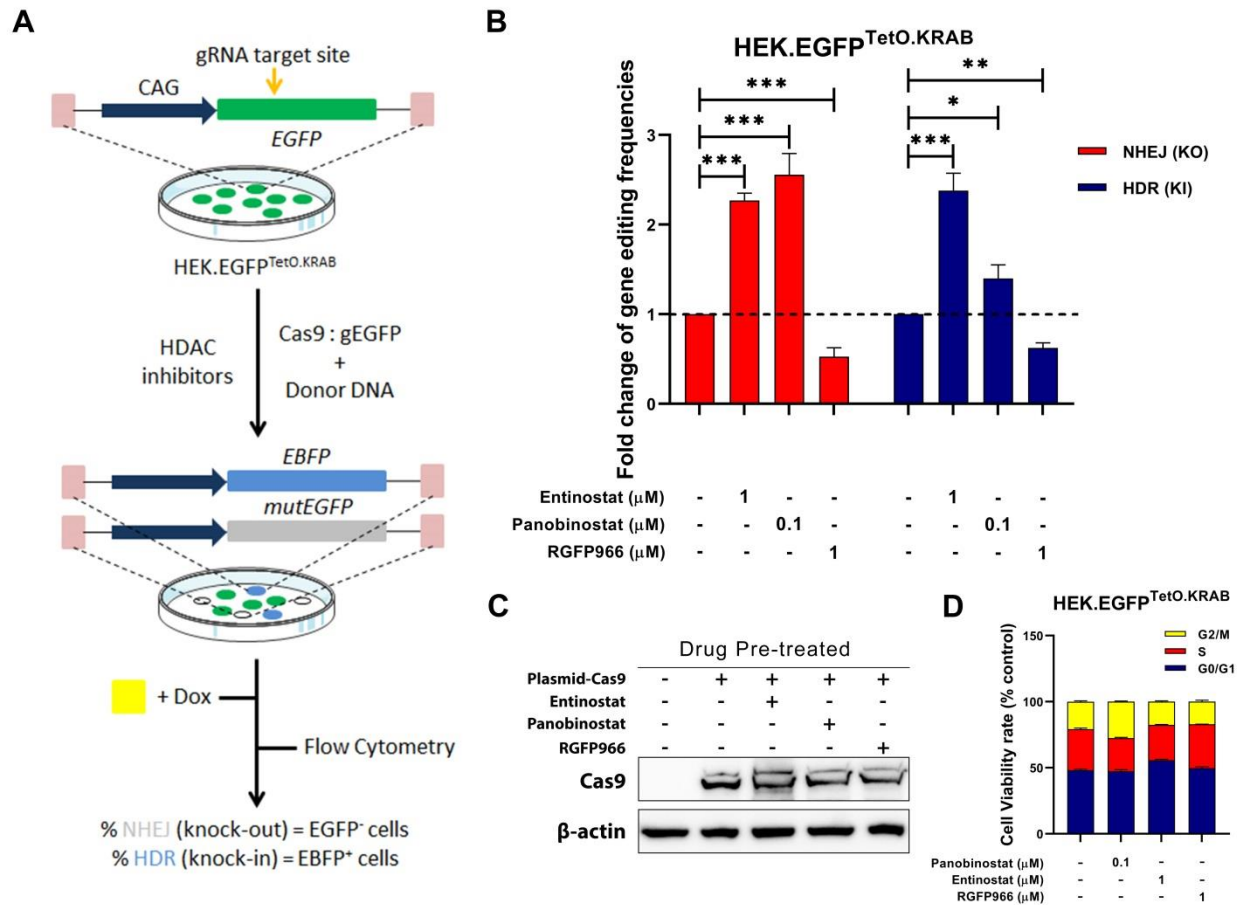 A
gRNA target site
CAG
EGFP
HEK.EGFPTetO.KRAB
HDAC
inhibitors
Cas9 : gEGFP
+
Donor DNA
EBFP
mutEGFP
+ Dox
Flow Cytometry
% NHEJ (knock-out) = EGFP- cells
% HDR (knock-in) = EBFP+ cells
B
HEK.EGFPTetO.KRAB
Fold change of gene editing frequencies
3
2
1
0
*** *** *** *** * **
NHEJ (KO)
HDR (KI)
Entinostat (μM) - 1 - - - 1 - -
Panobinostat (μM) - - 0.1 - - - 0.1 -
RGFP966 (μM) - - - 1 - - - 1
C
Drug Pre-treated
Plasmid-Cas9 - + + + +
Entinostat - - + - -
Panobinostat - - - + -
RGFP966 - - - - +
Cas9
β-actin
D
HEK.EGFPTetO.KRAB
Cell Viability rate (% control)
150
100
50
0
G2/M
S
G0/G1
Panobinostat (μM) - 0.1 - -
Entinostat (μM) - - 1 -
RGFP966 (μM) - - - 1